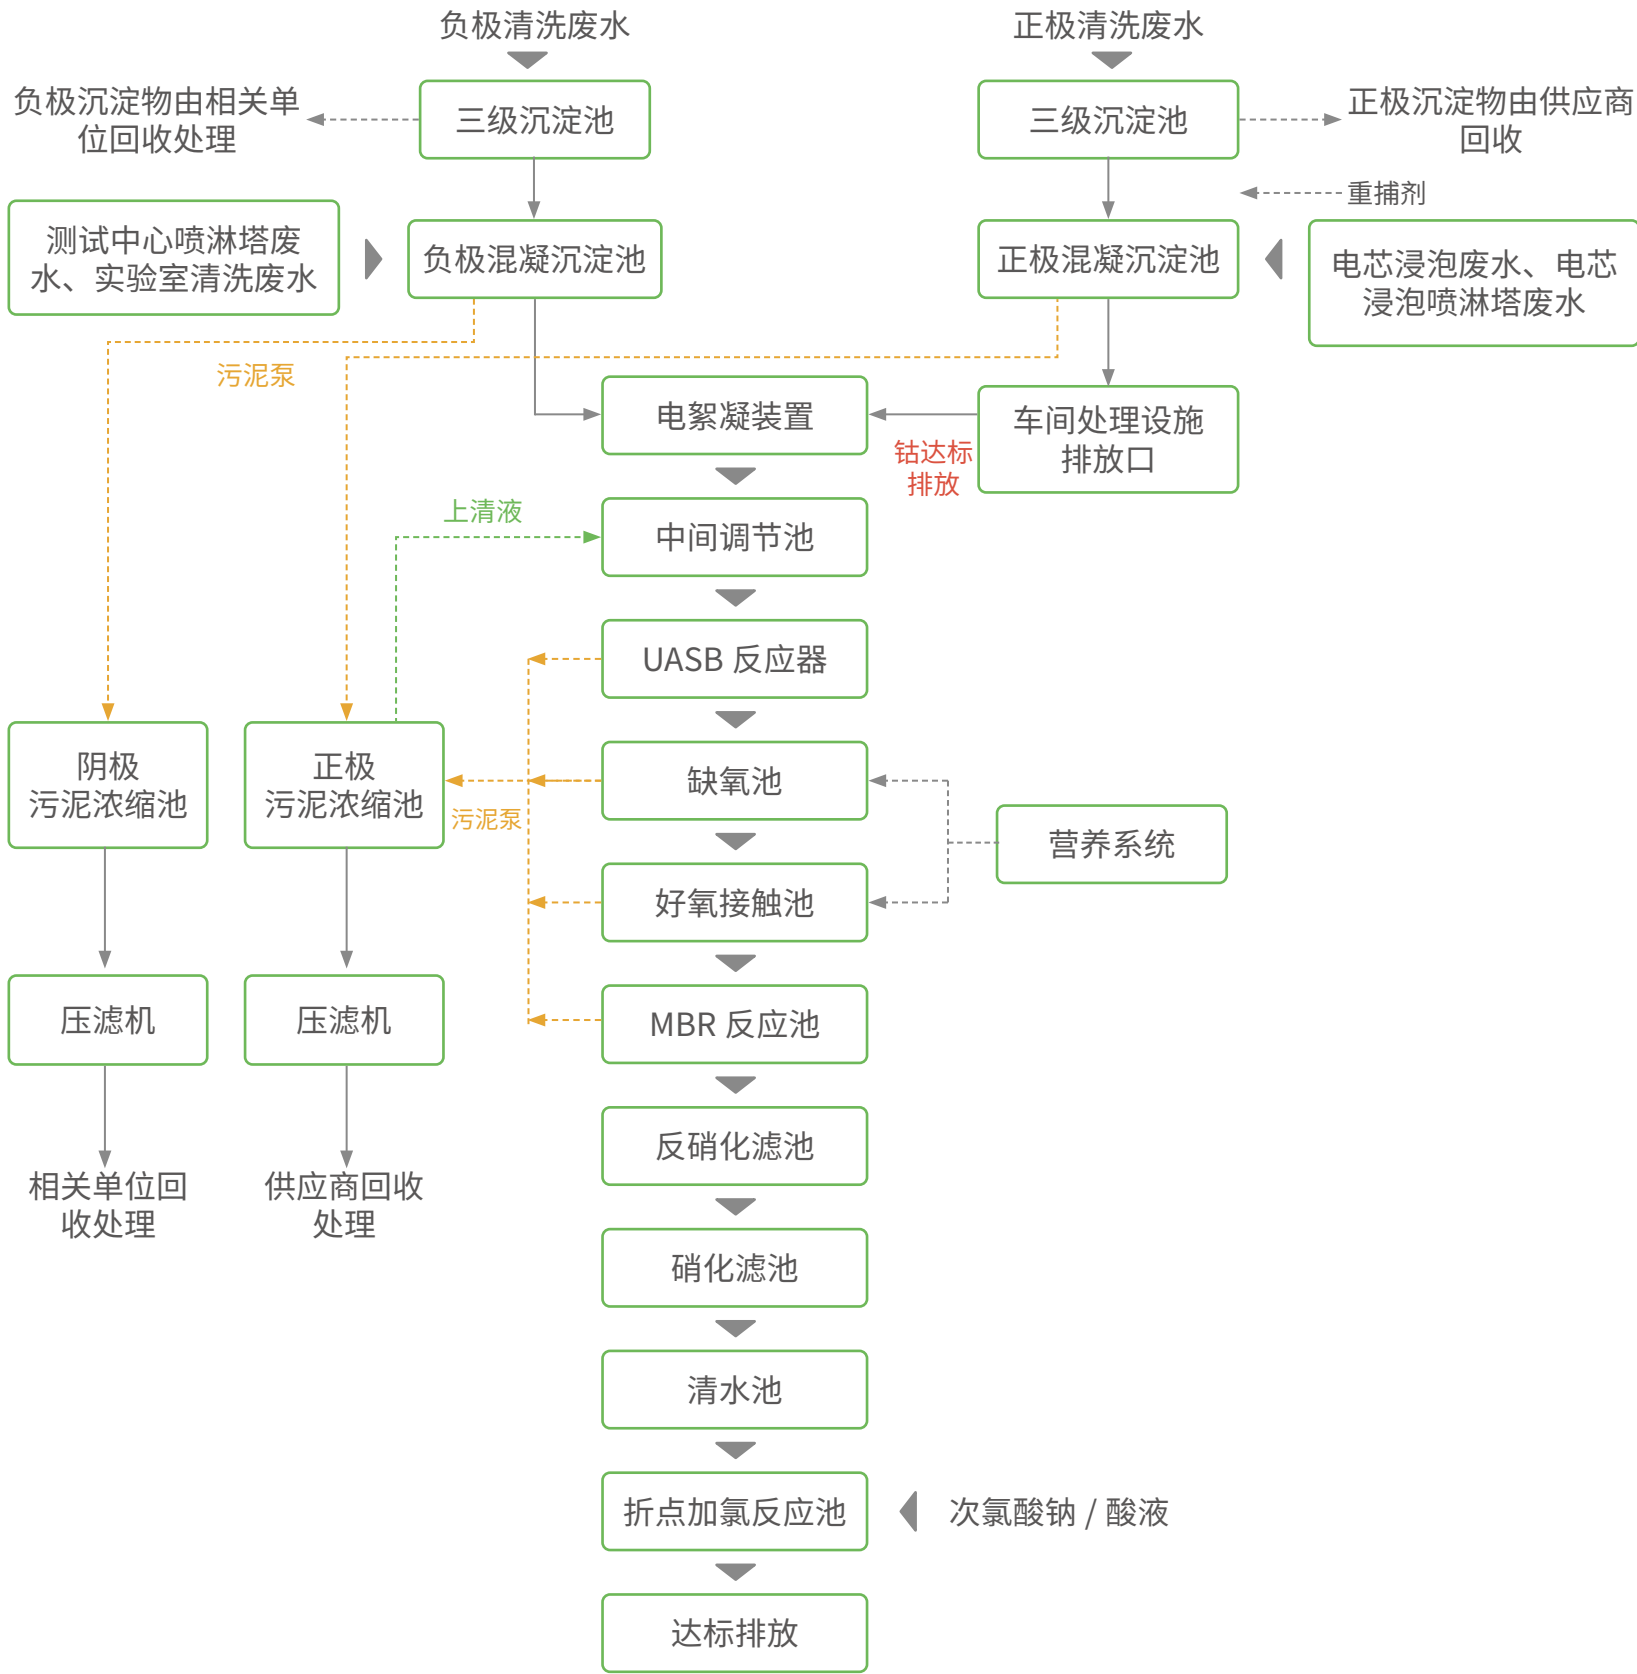 负极清洗废水
正极清洗废水
负极沉淀物由相关单
位回收处理
三级沉淀池
三级沉淀池
正极沉淀物由供应商
回收
重捕剂
测试中心喷淋塔废
水、实验室清洗废水
负极混凝沉淀池
正极混凝沉淀池
电芯浸泡废水、电芯
浸泡喷淋塔废水
污泥泵
电絮凝装置
车间处理设施
排放口
钴达标
排放
上清液
中间调节池
UASB 反应器
阴极
污泥浓缩池
正极
污泥浓缩池
污泥泵
缺氧池
营养系统
好氧接触池
压滤机
压滤机
MBR 反应池
反硝化滤池
相关单位回
收处理
供应商回收
处理
硝化滤池
清水池
折点加氯反应池
次氯酸钠 / 酸液
达标排放